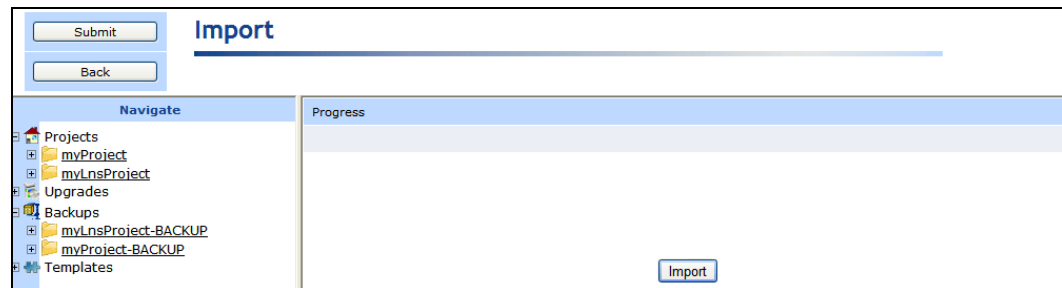 Submit
Import
Back
Navigate
Progress
Projects
myProject
myLnsProject
Upgrades
Backups
myLnsProject-BACKUP
myProject-BACKUP
Templates
Import